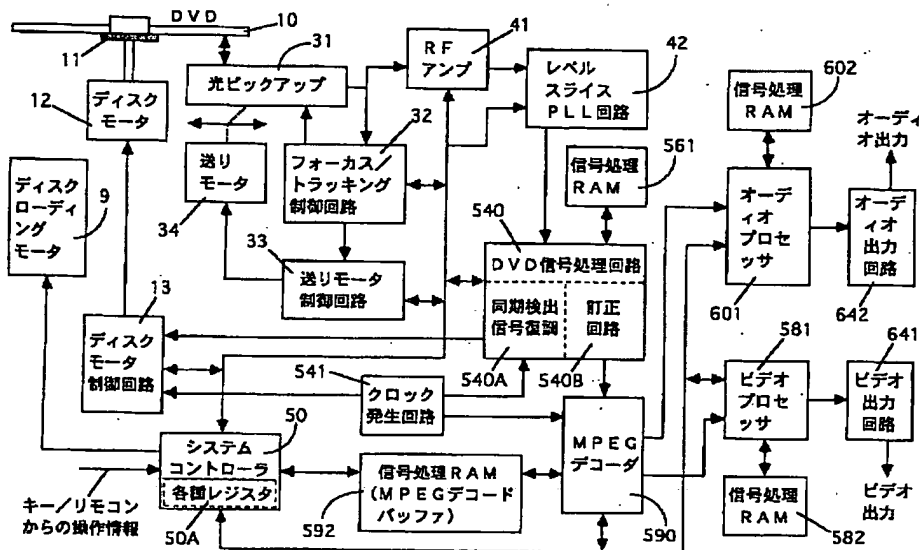 DVD
10
11
ディスク
モータ
12
31
光ピックアップ
41
RF
アンプ
42
レベル
スライス
PLL回路
602
信号処理
RAM
オーディ
オ出力
32
フォーカス/
トラッキング
制御回路
送り
モータ
34
ディスク
ローディング
モータ
9
33
送りモータ
制御回路
561
信号処理
RAM
540
DVD信号処理回路
同期検出
信号復調
訂正
回路
540A
540B
オーデ
ィオ
プロセ
ッサ
601
オーデ
ィオ
出力
回路
642
13
ディスク
モータ
制御回路
541
クロック
発生回路
581
ビデオ
プロセ
ッサ
641
ビデオ
出力
回路
50
システム
コントローラ
各種レジスタ
50A
キー/リモコン
からの操作情報
信号処理RAM
(MPEGデコード
バッファ)
592
MPEG
デコーダ
590
信号処理
RAM
582
ビデオ
出力